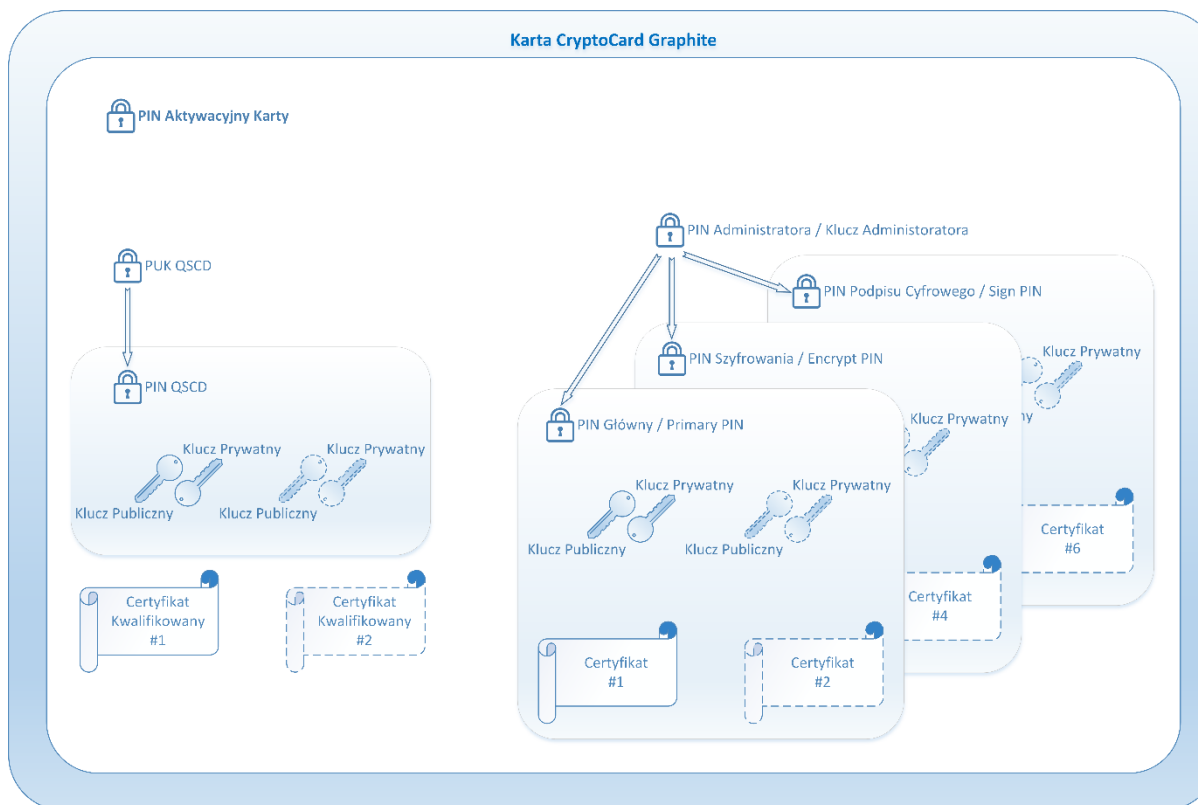 Karta CryptoCard Graphite
PIN Aktywacyjny Karty
PUK QSCD
PIN QSCD
Klucz Prywatny
Klucz Prywatny
Klucz Publiczny
Klucz Publiczny
Certyfikat
Kwalifikowany
#1
Certyfikat
Kwalifikowany
#2
PIN Administratora / Klucz Administoratora
PIN Podpisu Cyfrowego / Sign PIN
Klucz Prywatny
ny
Certyfikat
#6
PIN Szyfrowania / Encrypt PIN
Klucz Prywatny
Certyfikat
#4
PIN Główny / Primary PIN
Klucz Prywatny
Klucz Prywatny
Klucz Publiczny
Klucz Publiczny
Certyfikat
#1
Certyfikat
#2